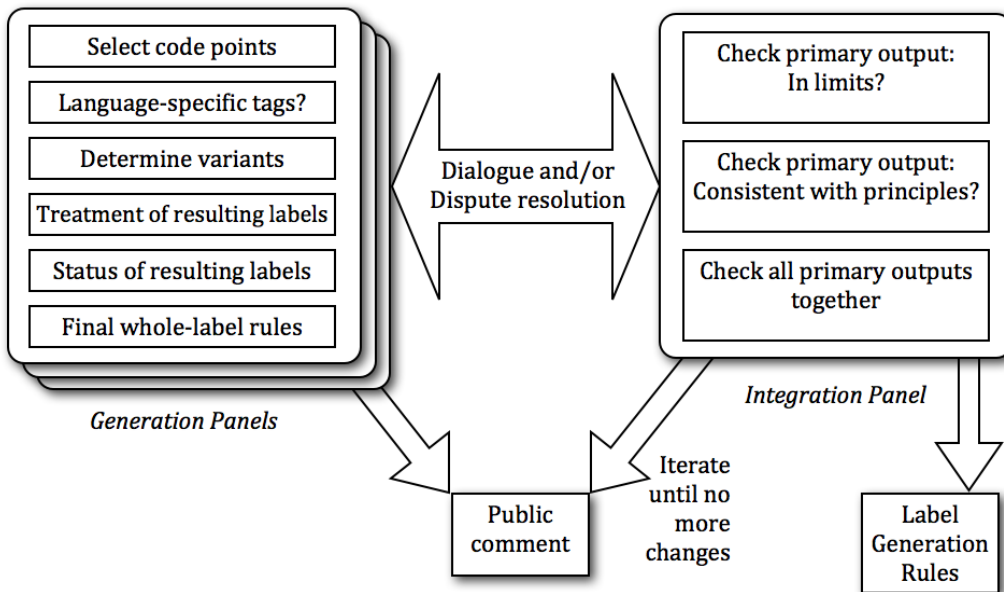 Select code points
Language-specific tags?
Determine variants
Treatment of resulting labels
Status of resulting labels
Final whole-label rules
Generation Panels
Dialogue and/or
Dispute resolution
Check primary output:
In limits?
Check primary output:
Consistent with principles?
Check all primary outputs
together
Integration Panel
Public
comment
Iterate
until no
more
changes
Label
Generation
Rules